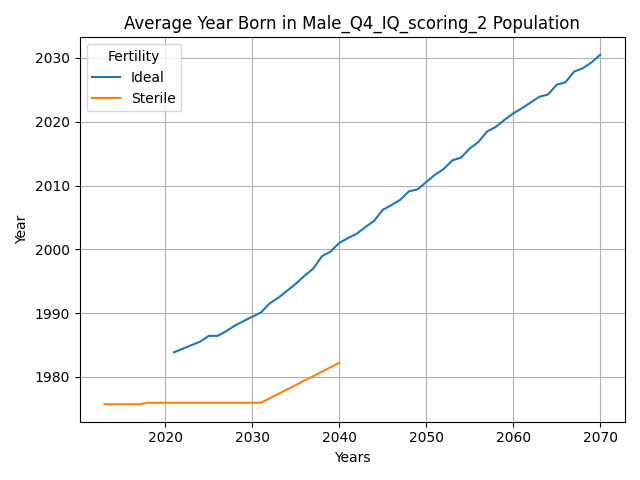 Average Year Born in Male_Q4_IQ_scoring_2 Population
Fertility
Ideal
Sterile
2030
2020
2010
2000
1990
1980
Year
2020 2030 2040 2050 2060 2070
Years